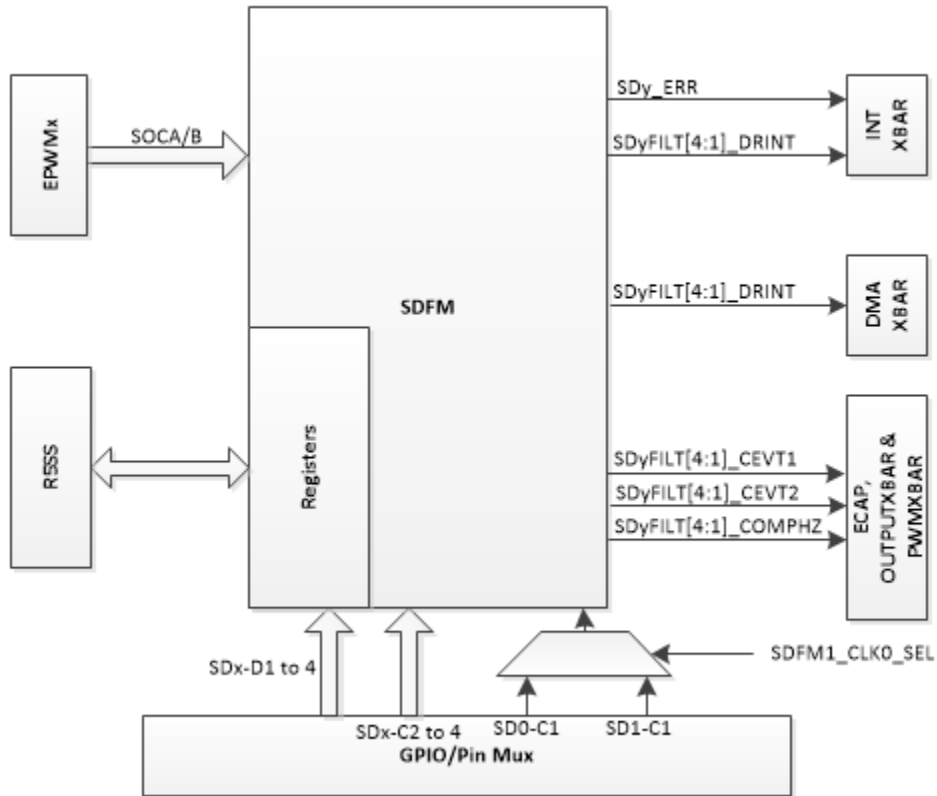 EPWMx
SOCA/B
SDy_ERR
SDyFILT[4:1]_DRINT
INT
XBAR
SDFM
SDyFILT[4:1]_DRINT
DMA
XBAR
R5SS
Registers
SDyFILT[4:1]_CEVT1
SDyFILT[4:1]_CEVT2
SDyFILT[4:1]_COMPHZ
ECAP,
OUTPUTXBAR &
PWMXBAR
SDx-D1 to 4
SDFM1_CLK0_SEL
SDx-C2 to 4
SD0-C1
SD1-C1
GPIO/Pin Mux